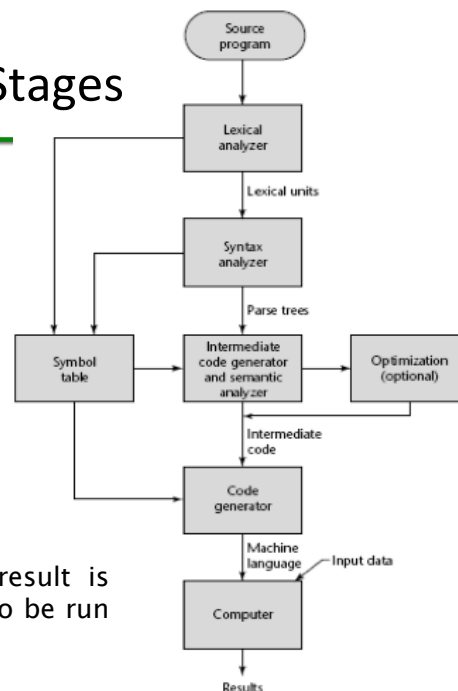 Stages
Source
program
Lexical
analyzer
Lexical units
Syntax
analyzer
Parse trees
Symbol
table
Intermediate
code generator
and semantic
analyzer
Optimization
(optional)
Intermediate
code
Code
generator
Machine
language
Input data
Computer
Results
result is
o be run